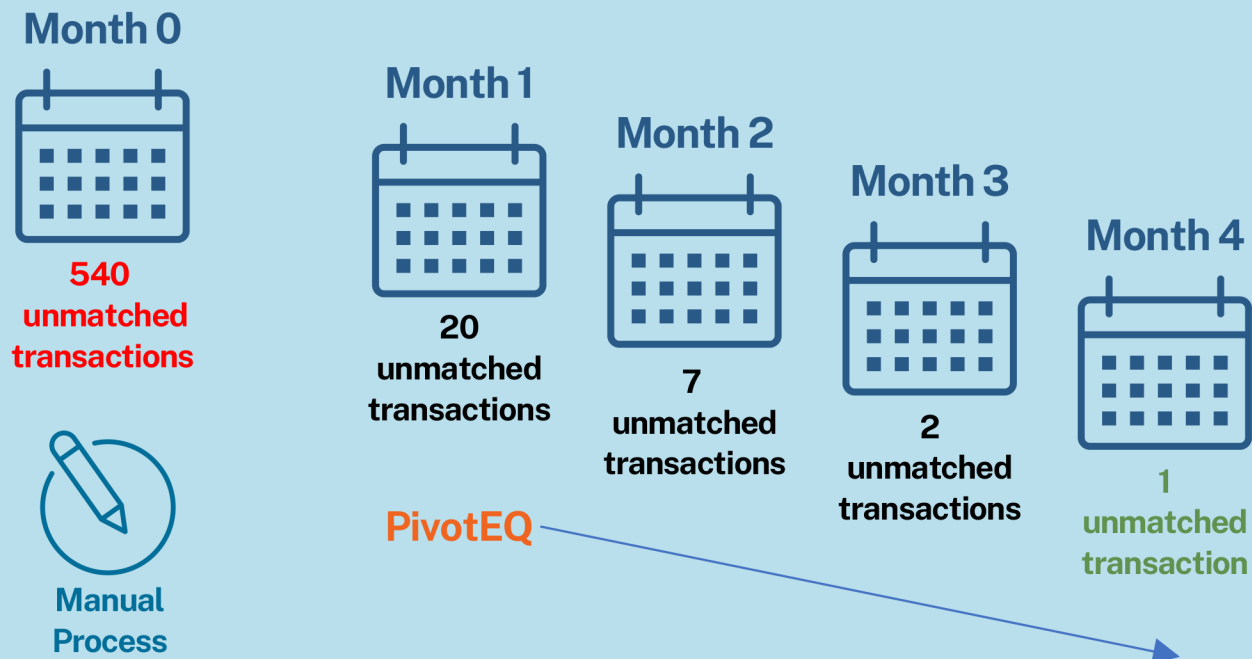 Month 0
540
unmatched
transactions
Manual
Process
Month 1
20
unmatched
transactions
PivotEQ
Month 2
7
unmatched
transactions
Month 3
2
unmatched
transactions
Month 4
1
unmatched
transaction